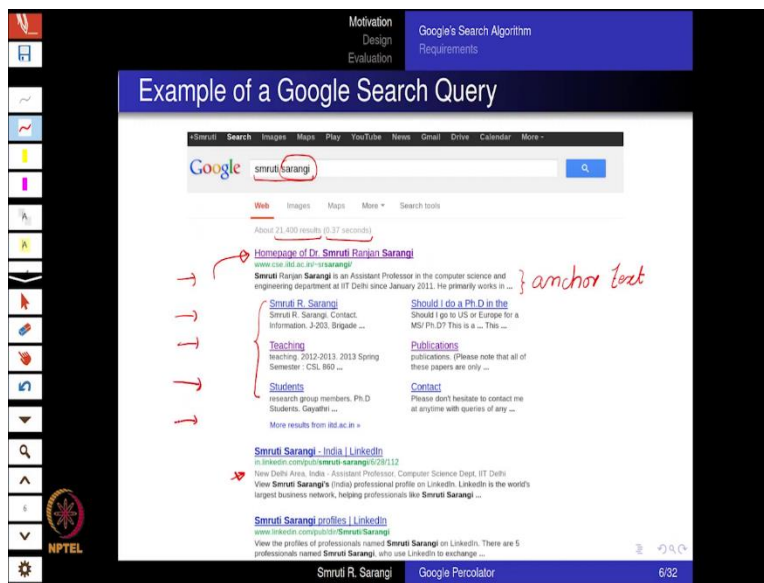 Motivation
Design
Evaluation
Google's Search Algorithm
Requirements
Example of a Google Search Query
+Smruti Search Images Maps Play YouTube News Gmail Drive Calendar More
Google smruti sarangi
Web Images Maps More Search tools
About 21,400 results (0.37 seconds)
Homepage of Dr. Smruti Ranjan Sarangi
www.cse.iitd.ac.in/~srsarangi/
Smruti Ranjan Sarangi is an Assistant Professor in the computer science and
engineering department at IIT Delhi since January 2011. He primarily works in ...
anchor text
Smruti R. Sarangi
Smruti R. Sarangi. Contact.
Information. J-203, Brigade ...
Should I do a Ph.D in the
Should I go to US or Europe for a
MS/ Ph.D? This is a ... This ...
Teaching
teaching. 2012-2013. 2013 Spring
Semester : CSL 860 ...
Publications
publications. (Please note that all of
these papers are only ...
Students
research group members. Ph.D
Students. Gayathri ...
Contact
Please don't hesitate to contact me
at anytime with queries of any ...
More results from iitd.ac.in »
Smruti Sarangi - India | LinkedIn
in.linkedin.com/pub/smruti-sarangi/6/28/112
New Delhi Area, India - Assistant Professor, Computer Science Dept, IIT Delhi
View Smruti Sarangi's (India) professional profile on LinkedIn. LinkedIn is the world's
largest business network, helping professionals like Smruti Sarangi ...
Smruti Sarangi profiles | LinkedIn
www.linkedin.com/pub/dir/Smruti/Sarangi
View the profiles of professionals named Smruti Sarangi on LinkedIn. There are 5
professionals named Smruti Sarangi, who use LinkedIn to exchange ...
A
A
6
NPTEL
Smruti R. Sarangi Google Percolator 6/32